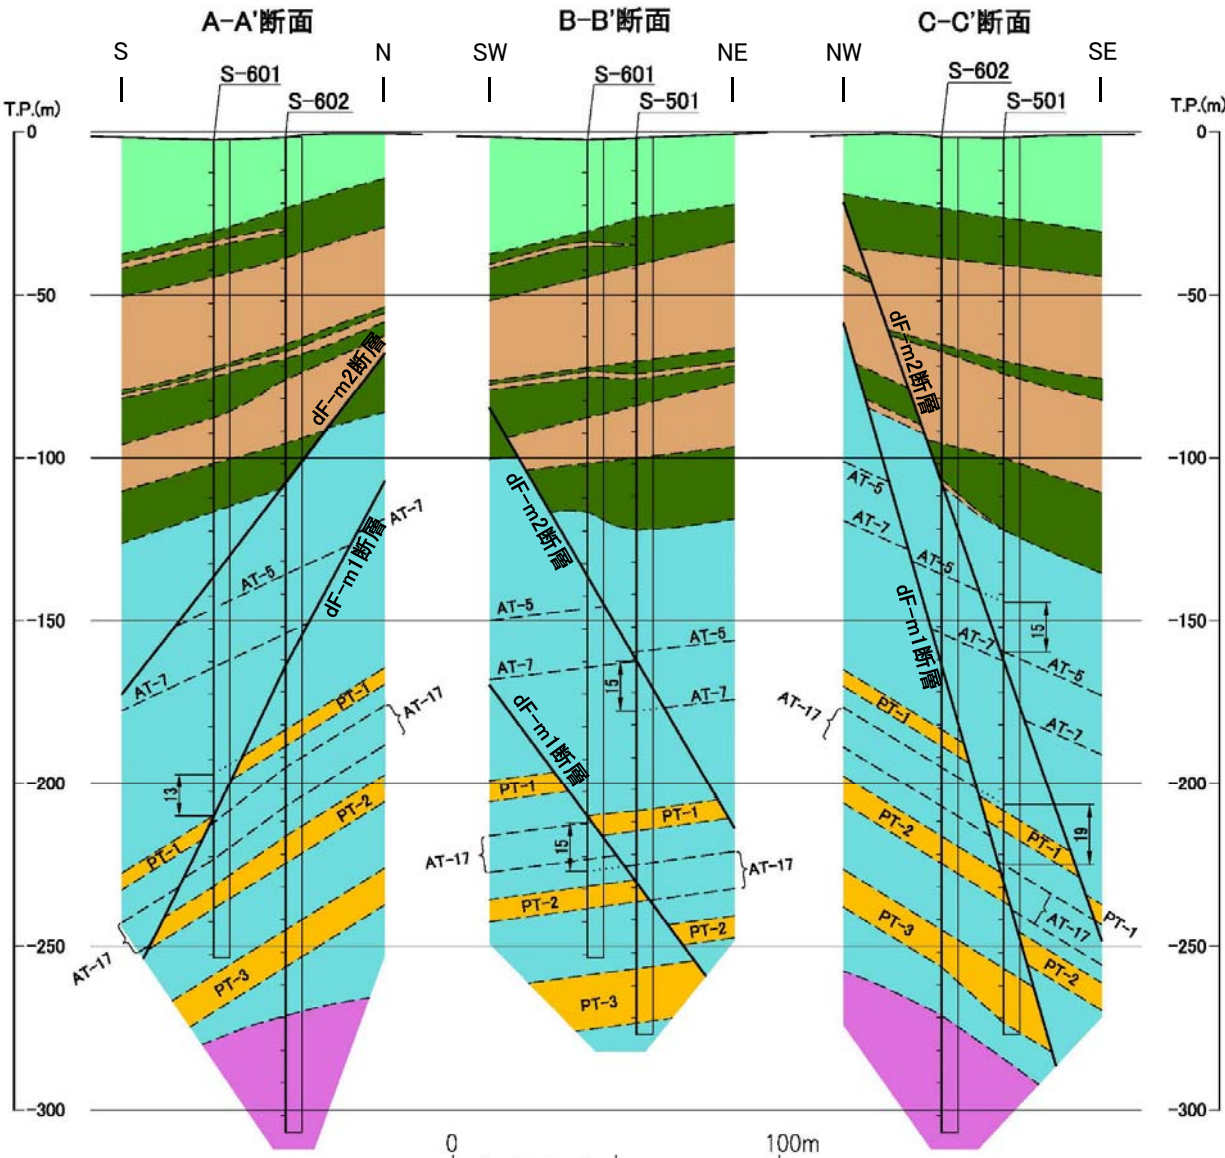 A-A'断面
B-B'断面
C-C'断面
S
N
SW
NE
NW
SE
S-601
S-602
S-601
S-501
S-602
S-501
T.P.(m)
T.P.(m)
0
-50
-100
-150
-200
-250
-300
0
-50
-100
-150
-200
-250
-300
dF-m2断層
dF-m1断層
AT-7
AT-5
AT-7
PT-1
AT-17
13
PT-2
PT-1
AT-17
PT-3
dF-m2断層
AT-5
AT-5
AT-7
15
AT-7
dF-m1断層
PT-1
PT-1
15
AT-17
AT-17
PT-2
PT-2
PT-3
dF-m2断層
AT-5
AT-7
AT-5
dF-m1断層
15
AT-7
AT-5
AT-17
PT-1
AT-7
PT-2
PT-1
19
PT-3
AT-17
PT-1
PT-2
0
100m